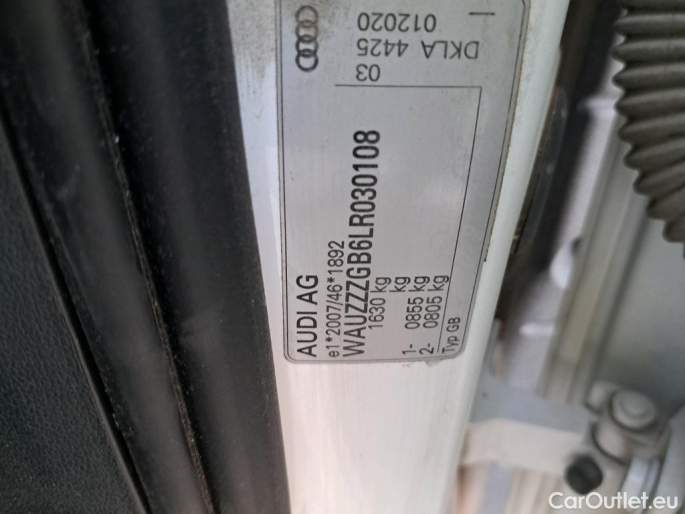 AUDI AG
e1*2007/46*1892
WAUZZZGB6LR030108
1630 kg
kg
1- 0855 kg
2- 0805 kg
Typ GB
03
DKLA 4425
012020
CarOutlet.eu